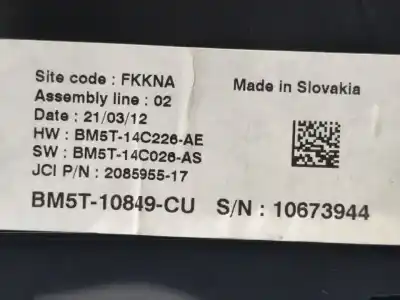 Site code : FKKNA
Made in Slovakia
Assembly line : 02
Date : 21/03/12
HW : BM5T-14C226-AE
SW : BM5T-14C026-AS
JCI P/N : 2085955-17
BM5T-10849-CU S/N : 10673944